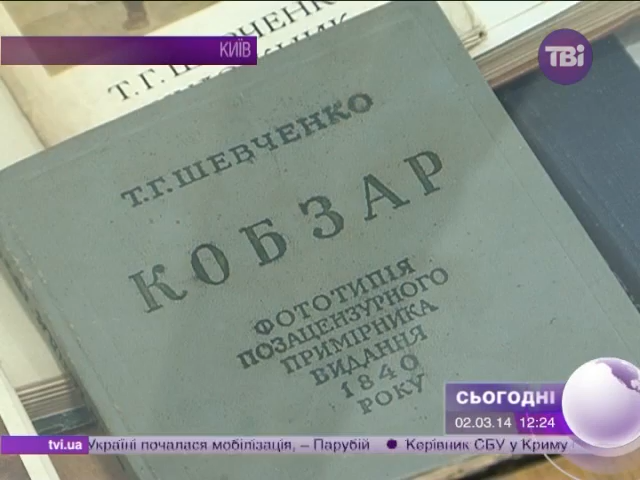 КИЇВ
ТВі
Т.Г. ШЕВЧЕНКО
Т.Г.ШЕВЧЕНКО
КОБЗАР
ФОТОТИПІЯ
ПОЗАЦЕНЗУРНОГО
ПРИМІРНИКА
ВИДАННЯ
1840
РОКУ
СЬОГОДНІ
02.03.14 12:24
tvi.ua Україні почалася мобілізація, – Парубій ● Керівник СБУ у Криму